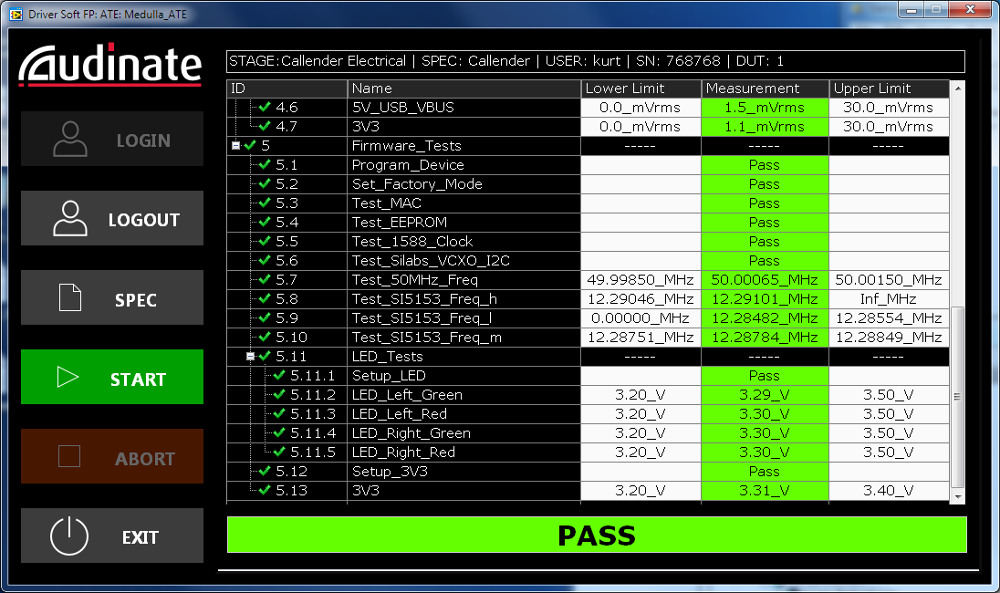 Driver Soft FP: ATE: Medulla_ATE
Audinate
STAGE:Callender Electrical | SPEC: Callender | USER: kurt | SN: 768768 | DUT: 1
LOGIN
LOGOUT
SPEC
START
ABORT
EXIT
ID Name Lower Limit Measurement Upper Limit
4.6 5V_USB_VBUS 0.0_mVrms 1.5_mVrms 30.0_mVrms
4.7 3V3 0.0_mVrms 1.1_mVrms 30.0_mVrms
5 Firmware_Tests ----- ----- -----
5.1 Program_Device Pass
5.2 Set_Factory_Mode Pass
5.3 Test_MAC Pass
5.4 Test_EEPROM Pass
5.5 Test_1588_Clock Pass
5.6 Test_Silabs_VCXO_I2C Pass
5.7 Test_50MHz_Freq 49.99850_MHz 50.00065_MHz 50.00150_MHz
5.8 Test_SI5153_Freq_h 12.29046_MHz 12.29101_MHz Inf_MHz
5.9 Test_SI5153_Freq_l 0.00000_MHz 12.28482_MHz 12.28554_MHz
5.10 Test_SI5153_Freq_m 12.28751_MHz 12.28784_MHz 12.28849_MHz
5.11 LED_Tests ----- ----- -----
5.11.1 Setup_LED Pass
5.11.2 LED_Left_Green 3.20_V 3.29_V 3.50_V
5.11.3 LED_Left_Red 3.20_V 3.30_V 3.50_V
5.11.4 LED_Right_Green 3.20_V 3.30_V 3.50_V
5.11.5 LED_Right_Red 3.20_V 3.30_V 3.50_V
5.12 Setup_3V3 Pass
5.13 3V3 3.20_V 3.31_V 3.40_V
PASS